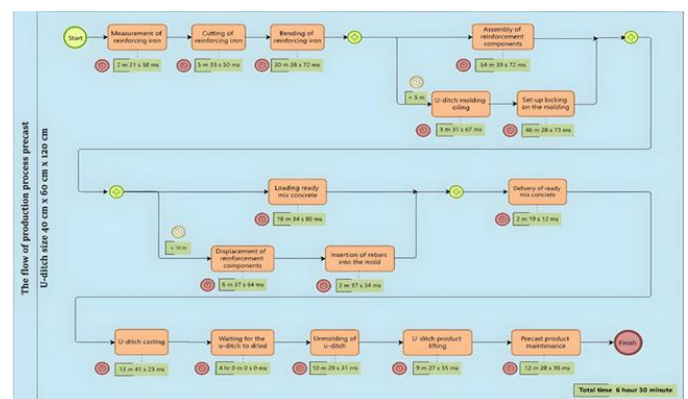 The flow of production process precast
U-ditch size 40 cm x 60 cm x 120 cm
Start
Measurement of
reinforcing iron
2 m 21 s 58 ms
Cutting of
reinforcing iron
5 m 33 s 50 ms
Bending of
reinforcing iron
20 m 28 s 72 ms
Assembly of
reinforcement
components
54 m 39 s 72 ms
+ 5 m
U-ditch molding
oiling
3 m 31 s 67 ms
Set-up locking
on the molding
46 m 28 s 73 ms
Loading ready
mix concrete
18 m 34 s 80 ms
+ 10 m
Displacement of
reinforcement
components
6 m 37 s 64 ms
Insertion of rebars
into the mold
2 m 37 s 34 ms
Delivery of ready
mix concrete
2 m 19 s 12 ms
U-ditch casting
13 m 41 s 23 ms
Waiting for the
u-ditch to dried
4 hr 0 m 0 s 0 ms
Unmolding of
u-ditch
10 m 29 s 31 ms
U ditch product
lifting
9 m 27 s 55 ms
Precast product
maintenance
12 m 28 s 36 ms
Finish
Total time 6 hour 30 minute